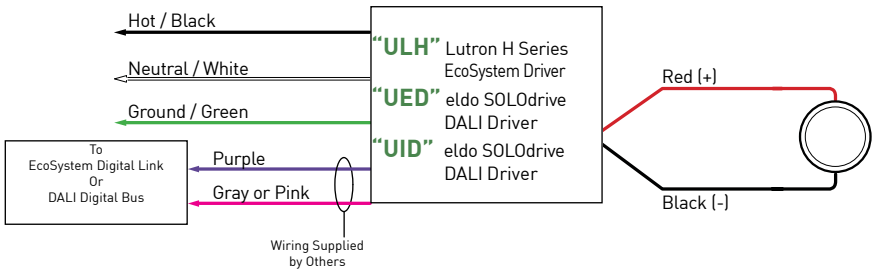 Hot / Black
Neutral / White
Ground / Green
To
EcoSystem Digital Link
Or
DALI Digital Bus
Purple
Gray or Pink
Wiring Supplied
by Others
"ULH" Lutron H Series
EcoSystem Driver
"UED" eldo SOLOdrive
DALI Driver
"UID" eldo SOLOdrive
DALI Driver
Red (+)
Black (-)